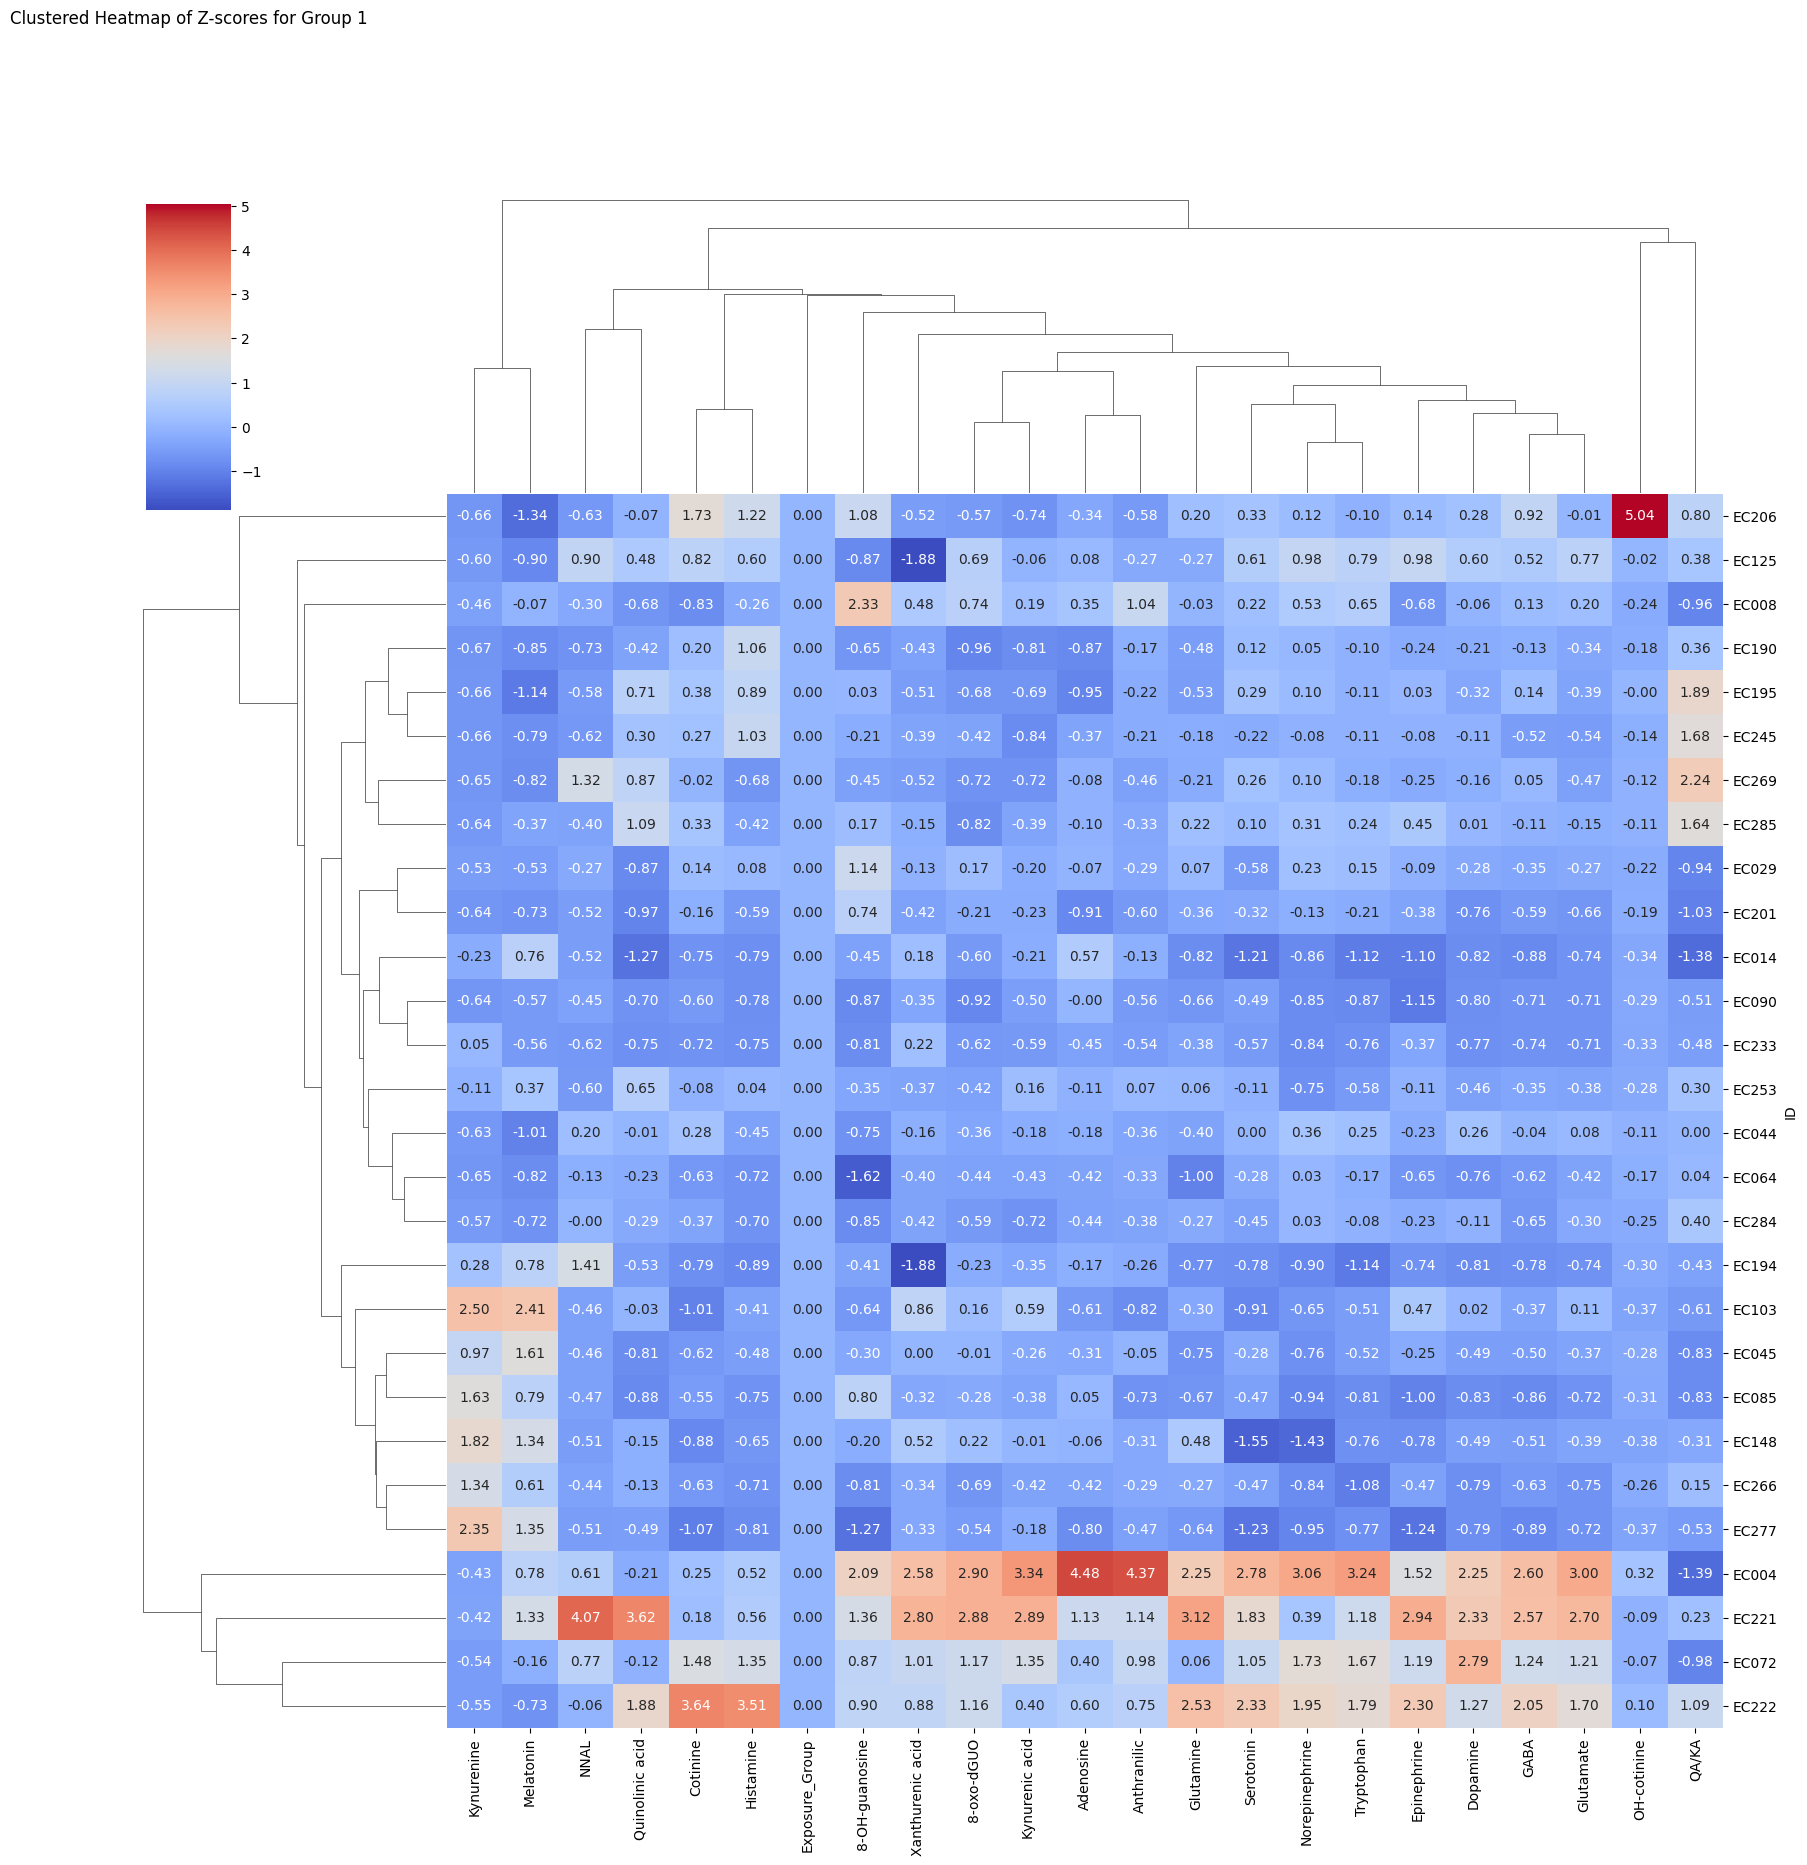 Clustered Heatmap of Z-scores for Group 1
5
4
3
2
1
0
−1
-0.66 -1.34 -0.63 -0.07 1.73 1.22 0.00 1.08 -0.52 -0.57 -0.74 -0.34 -0.58 0.20 0.33 0.12 -0.10 0.14 0.28 0.92 -0.01 5.04 0.80 EC206
-0.60 -0.90 0.90 0.48 0.82 0.60 0.00 -0.87 -1.88 0.69 -0.06 0.08 -0.27 -0.27 0.61 0.98 0.79 0.98 0.60 0.52 0.77 -0.02 0.38 EC125
-0.46 -0.07 -0.30 -0.68 -0.83 -0.26 0.00 2.33 0.48 0.74 0.19 0.35 1.04 -0.03 0.22 0.53 0.65 -0.68 -0.06 0.13 0.20 -0.24 -0.96 EC008
-0.67 -0.85 -0.73 -0.42 0.20 1.06 0.00 -0.65 -0.43 -0.96 -0.81 -0.87 -0.17 -0.48 0.12 0.05 -0.10 -0.24 -0.21 -0.13 -0.34 -0.18 0.36 EC190
-0.66 -1.14 -0.58 0.71 0.38 0.89 0.00 0.03 -0.51 -0.68 -0.69 -0.95 -0.22 -0.53 0.29 0.10 -0.11 0.03 -0.32 0.14 -0.39 -0.00 1.89 EC195
-0.66 -0.79 -0.62 0.30 0.27 1.03 0.00 -0.21 -0.39 -0.42 -0.84 -0.37 -0.21 -0.18 -0.22 -0.08 -0.11 -0.08 -0.11 -0.52 -0.54 -0.14 1.68 EC245
-0.65 -0.82 1.32 0.87 -0.02 -0.68 0.00 -0.45 -0.52 -0.72 -0.72 -0.08 -0.46 -0.21 0.26 0.10 -0.18 -0.25 -0.16 0.05 -0.47 -0.12 2.24 EC269
-0.64 -0.37 -0.40 1.09 0.33 -0.42 0.00 0.17 -0.15 -0.82 -0.39 -0.10 -0.33 0.22 0.10 0.31 0.24 0.45 0.01 -0.11 -0.15 -0.11 1.64 EC285
-0.53 -0.53 -0.27 -0.87 0.14 0.08 0.00 1.14 -0.13 0.17 -0.20 -0.07 -0.29 0.07 -0.58 0.23 0.15 -0.09 -0.28 -0.35 -0.27 -0.22 -0.94 EC029
-0.64 -0.73 -0.52 -0.97 -0.16 -0.59 0.00 0.74 -0.42 -0.21 -0.23 -0.91 -0.60 -0.36 -0.32 -0.13 -0.21 -0.38 -0.76 -0.59 -0.66 -0.19 -1.03 EC201
-0.23 0.76 -0.52 -1.27 -0.75 -0.79 0.00 -0.45 0.18 -0.60 -0.21 0.57 -0.13 -0.82 -1.21 -0.86 -1.12 -1.10 -0.82 -0.88 -0.74 -0.34 -1.38 EC014
-0.64 -0.57 -0.45 -0.70 -0.60 -0.78 0.00 -0.87 -0.35 -0.92 -0.50 -0.00 -0.56 -0.66 -0.49 -0.85 -0.87 -1.15 -0.80 -0.71 -0.71 -0.29 -0.51 EC090
0.05 -0.56 -0.62 -0.75 -0.72 -0.75 0.00 -0.81 0.22 -0.62 -0.59 -0.45 -0.54 -0.38 -0.57 -0.84 -0.76 -0.37 -0.77 -0.74 -0.71 -0.33 -0.48 EC233
-0.11 0.37 -0.60 0.65 -0.08 0.04 0.00 -0.35 -0.37 -0.42 0.16 -0.11 0.07 0.06 -0.11 -0.75 -0.58 -0.11 -0.46 -0.35 -0.38 -0.28 0.30 EC253
ID
-0.63 -1.01 0.20 -0.01 0.28 -0.45 0.00 -0.75 -0.16 -0.36 -0.18 -0.18 -0.36 -0.40 0.00 0.36 0.25 -0.23 0.26 -0.04 0.08 -0.11 0.00 EC044
-0.65 -0.82 -0.13 -0.23 -0.63 -0.72 0.00 -1.62 -0.40 -0.44 -0.43 -0.42 -0.33 -1.00 -0.28 0.03 -0.17 -0.65 -0.76 -0.62 -0.42 -0.17 0.04 EC064
-0.57 -0.72 -0.00 -0.29 -0.37 -0.70 0.00 -0.85 -0.42 -0.59 -0.72 -0.44 -0.38 -0.27 -0.45 0.03 -0.08 -0.23 -0.11 -0.65 -0.30 -0.25 0.40 EC284
0.28 0.78 1.41 -0.53 -0.79 -0.89 0.00 -0.41 -1.88 -0.23 -0.35 -0.17 -0.26 -0.77 -0.78 -0.90 -1.14 -0.74 -0.81 -0.78 -0.74 -0.30 -0.43 EC194
2.50 2.41 -0.46 -0.03 -1.01 -0.41 0.00 -0.64 0.86 0.16 0.59 -0.61 -0.82 -0.30 -0.91 -0.65 -0.51 0.47 0.02 -0.37 0.11 -0.37 -0.61 EC103
0.97 1.61 -0.46 -0.81 -0.62 -0.48 0.00 -0.30 0.00 -0.01 -0.26 -0.31 -0.05 -0.75 -0.28 -0.76 -0.52 -0.25 -0.49 -0.50 -0.37 -0.28 -0.83 EC045
1.63 0.79 -0.47 -0.88 -0.55 -0.75 0.00 0.80 -0.32 -0.28 -0.38 0.05 -0.73 -0.67 -0.47 -0.94 -0.81 -1.00 -0.83 -0.86 -0.72 -0.31 -0.83 EC085
1.82 1.34 -0.51 -0.15 -0.88 -0.65 0.00 -0.20 0.52 0.22 -0.01 -0.06 -0.31 0.48 -1.55 -1.43 -0.76 -0.78 -0.49 -0.51 -0.39 -0.38 -0.31 EC148
1.34 0.61 -0.44 -0.13 -0.63 -0.71 0.00 -0.81 -0.34 -0.69 -0.42 -0.42 -0.29 -0.27 -0.47 -0.84 -1.08 -0.47 -0.79 -0.63 -0.75 -0.26 0.15 EC266
2.35 1.35 -0.51 -0.49 -1.07 -0.81 0.00 -1.27 -0.33 -0.54 -0.18 -0.80 -0.47 -0.64 -1.23 -0.95 -0.77 -1.24 -0.79 -0.89 -0.72 -0.37 -0.53 EC277
-0.43 0.78 0.61 -0.21 0.25 0.52 0.00 2.09 2.58 2.90 3.34 4.48 4.37 2.25 2.78 3.06 3.24 1.52 2.25 2.60 3.00 0.32 -1.39 EC004
-0.42 1.33 4.07 3.62 0.18 0.56 0.00 1.36 2.80 2.88 2.89 1.13 1.14 3.12 1.83 0.39 1.18 2.94 2.33 2.57 2.70 -0.09 0.23 EC221
-0.54 -0.16 0.77 -0.12 1.48 1.35 0.00 0.87 1.01 1.17 1.35 0.40 0.98 0.06 1.05 1.73 1.67 1.19 2.79 1.24 1.21 -0.07 -0.98 EC072
-0.55 -0.73 -0.06 1.88 3.64 3.51 0.00 0.90 0.88 1.16 0.40 0.60 0.75 2.53 2.33 1.95 1.79 2.30 1.27 2.05 1.70 0.10 1.09 EC222
Kynurenine
Melatonin
NNAL
Quinolinic acid
Cotinine
Histamine
Exposure_Group
8-OH-guanosine
Xanthurenic acid
8-oxo-dGUO
Kynurenic acid
Adenosine
Anthranilic
Glutamine
Serotonin
Norepinephrine
Tryptophan
Epinephrine
Dopamine
GABA
Glutamate
OH-cotinine
QA/KA